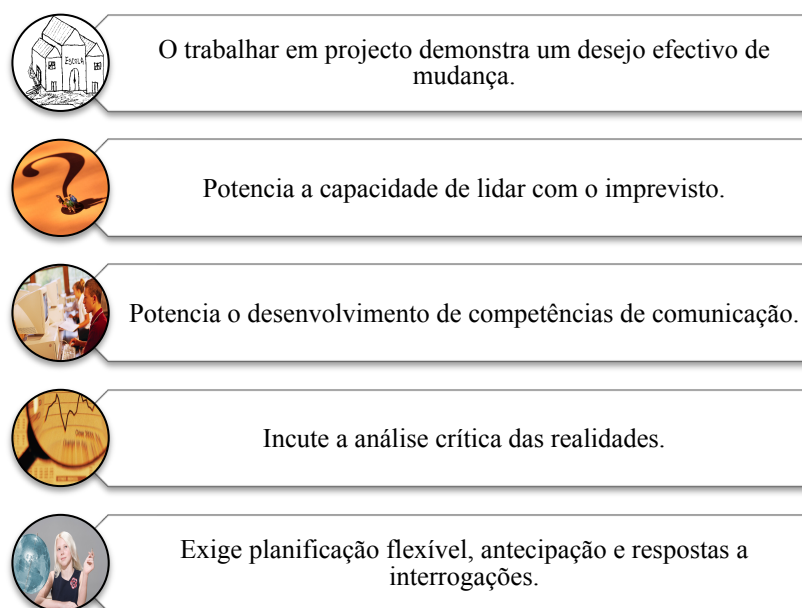 ESCOLA
O trabalhar em projecto demonstra um desejo efectivo de
mudança.
Potencia a capacidade de lidar com o imprevisto.
Potencia o desenvolvimento de competências de comunicação.
Incute a análise crítica das realidades.
Exige planificação flexível, antecipação e respostas a
interrogações.